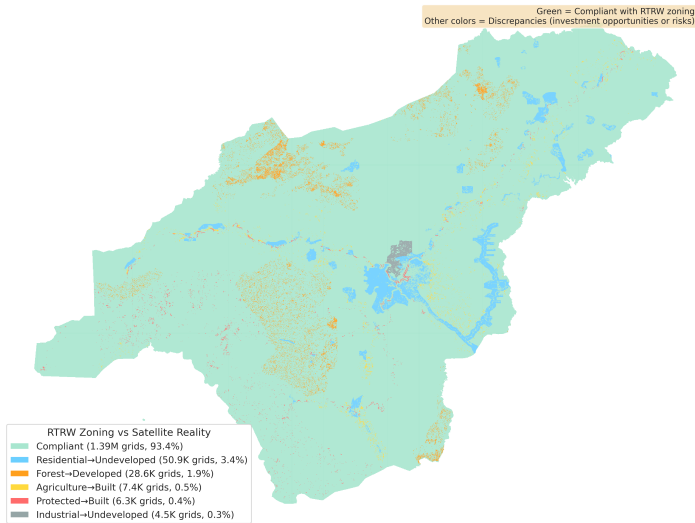 Green = Compliant with RTRW zoning
Other colors = Discrepancies (investment opportunities or risks)
RTRW Zoning vs Satellite Reality
Compliant (1.39M grids, 93.4%)
Residential→Undeveloped (50.9K grids, 3.4%)
Forest→Developed (28.6K grids, 1.9%)
Agriculture→Built (7.4K grids, 0.5%)
Protected→Built (6.3K grids, 0.4%)
Industrial→Undeveloped (4.5K grids, 0.3%)